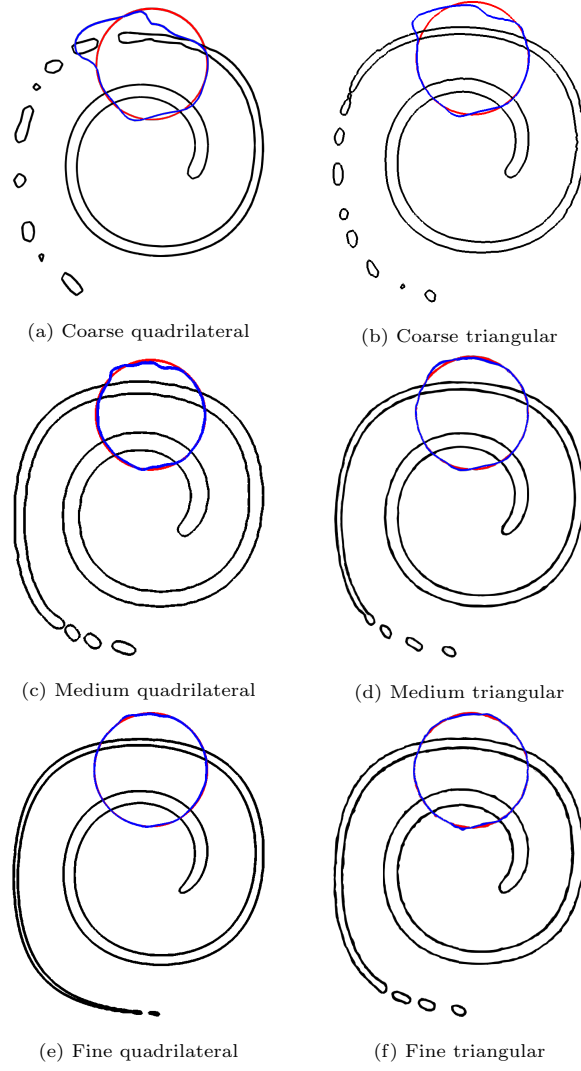 (a) Coarse quadrilateral
(b) Coarse triangular
(c) Medium quadrilateral
(d) Medium triangular
(e) Fine quadrilateral
(f) Fine triangular